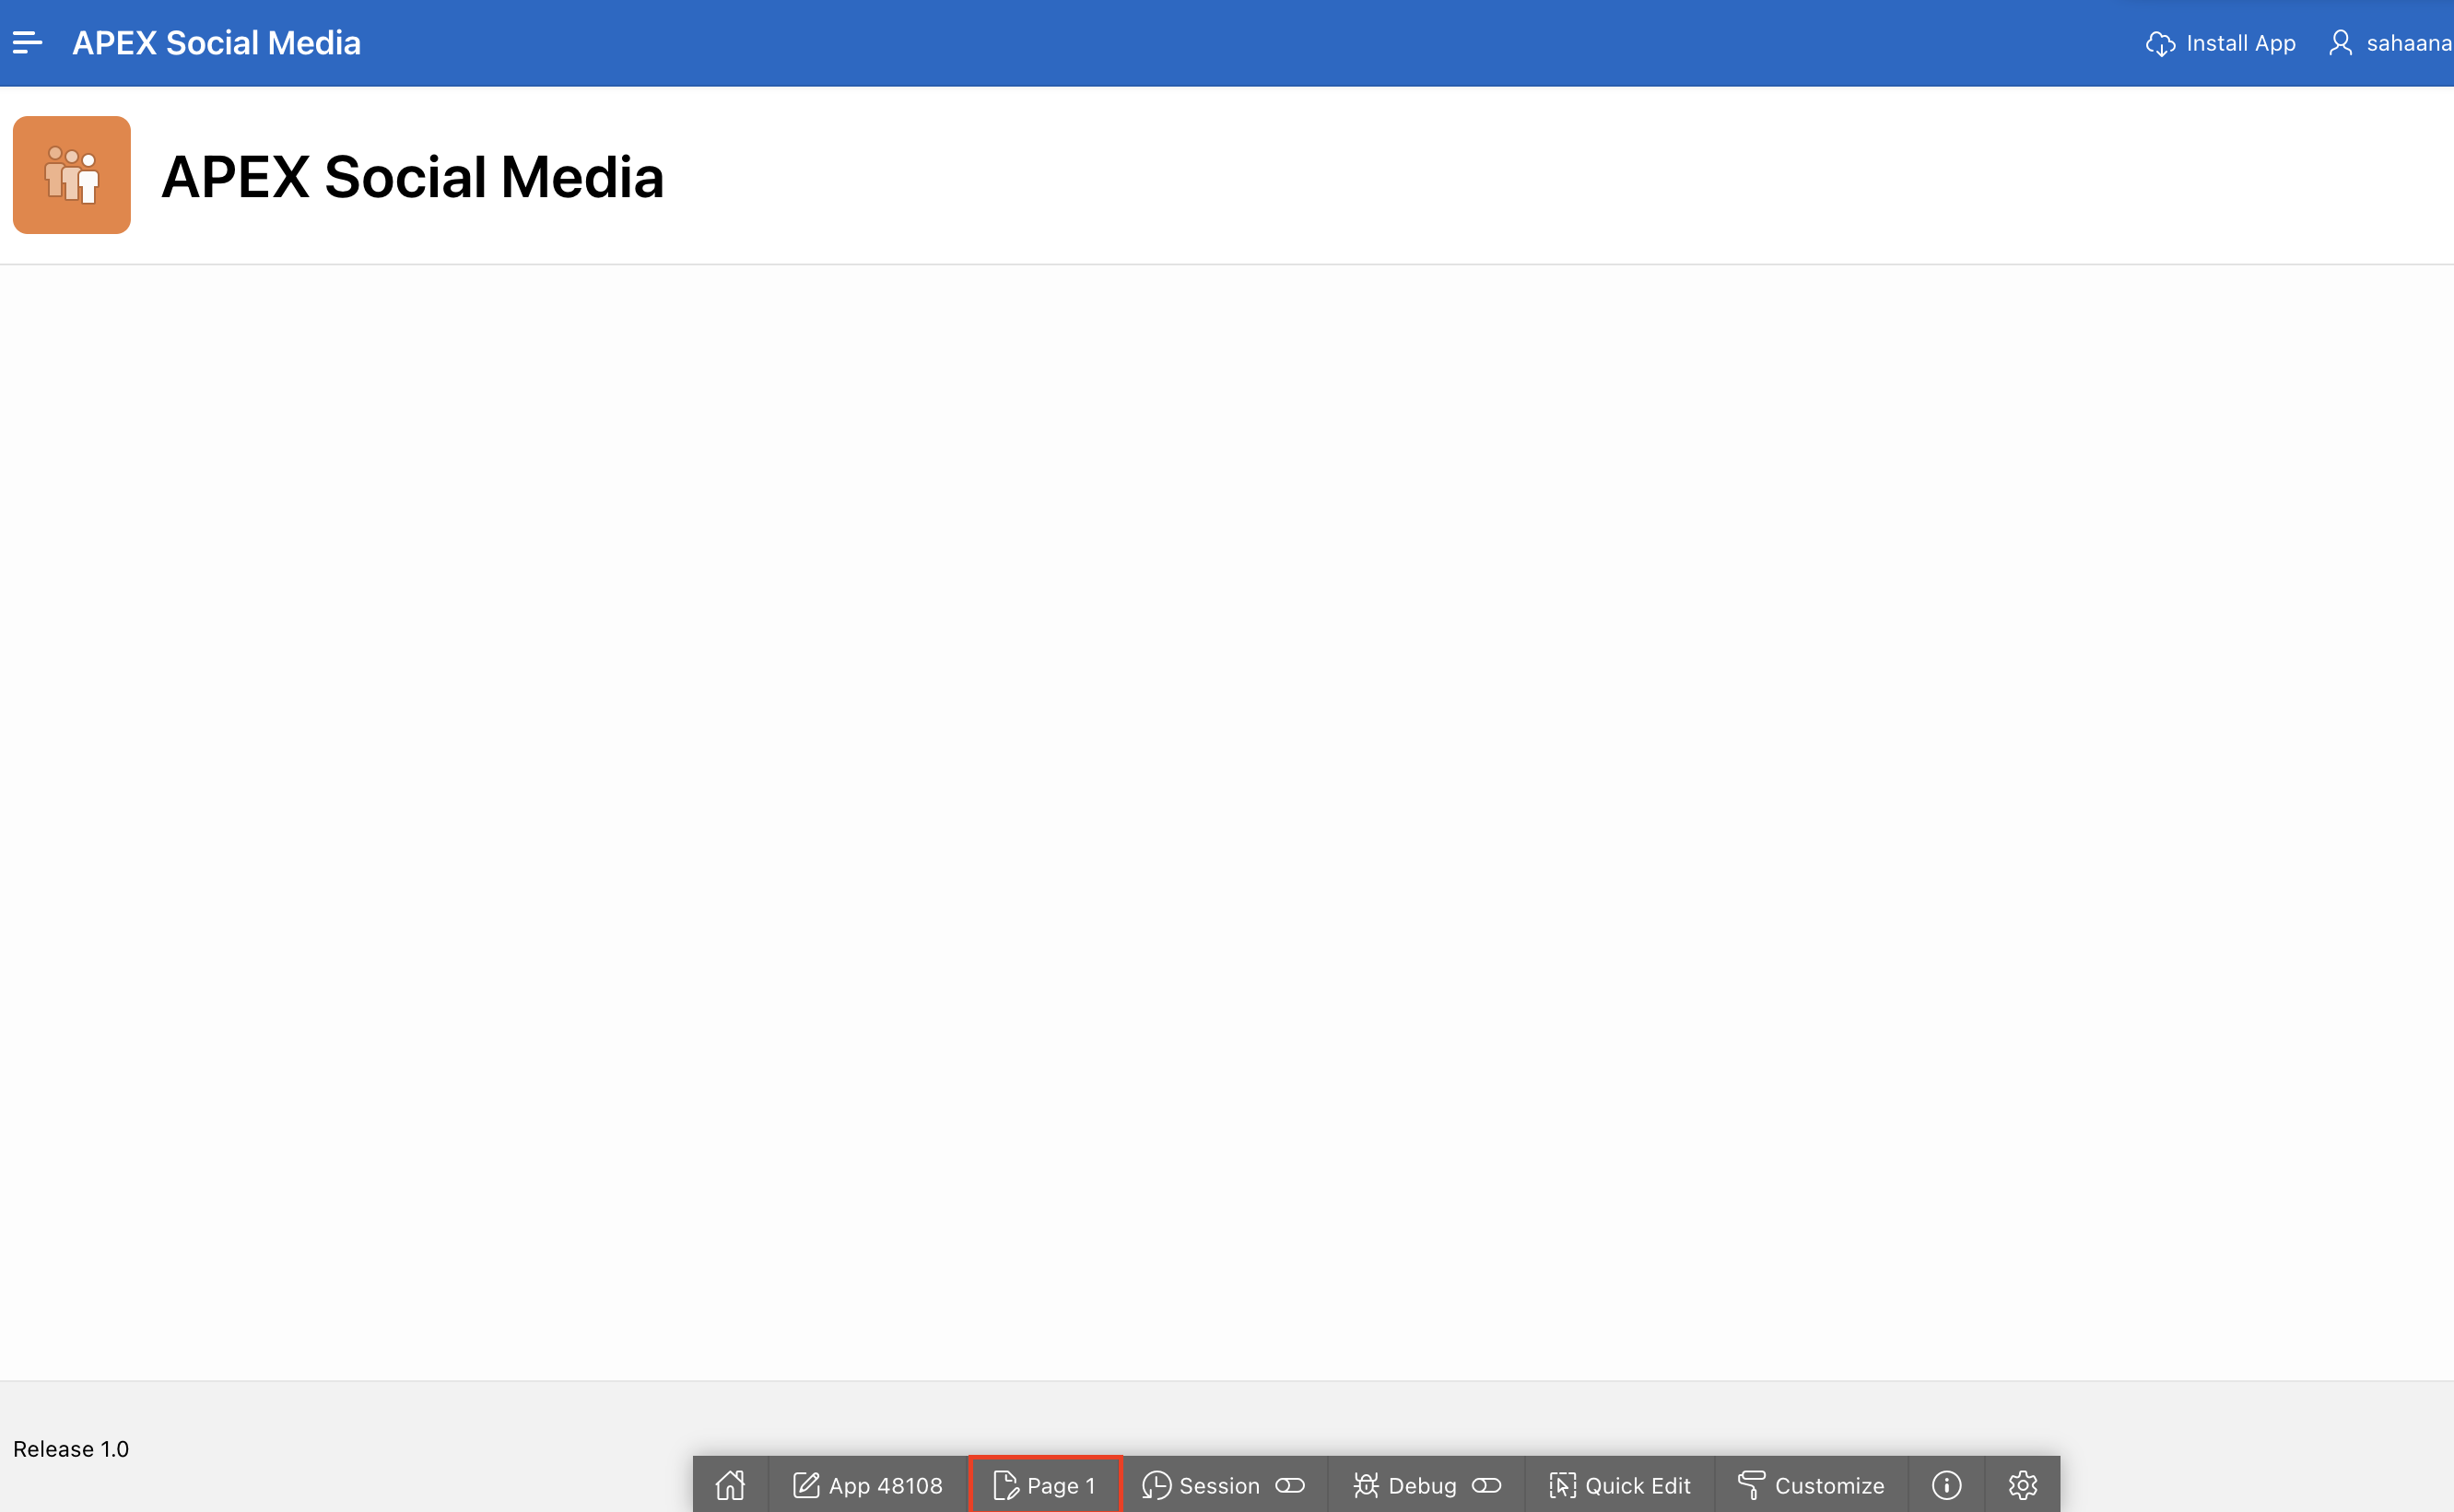 APEX Social Media
Install App
sahaana
APEX Social Media
Release 1.0
App 48108
Page 1
Session
Debug
Quick Edit
Customize